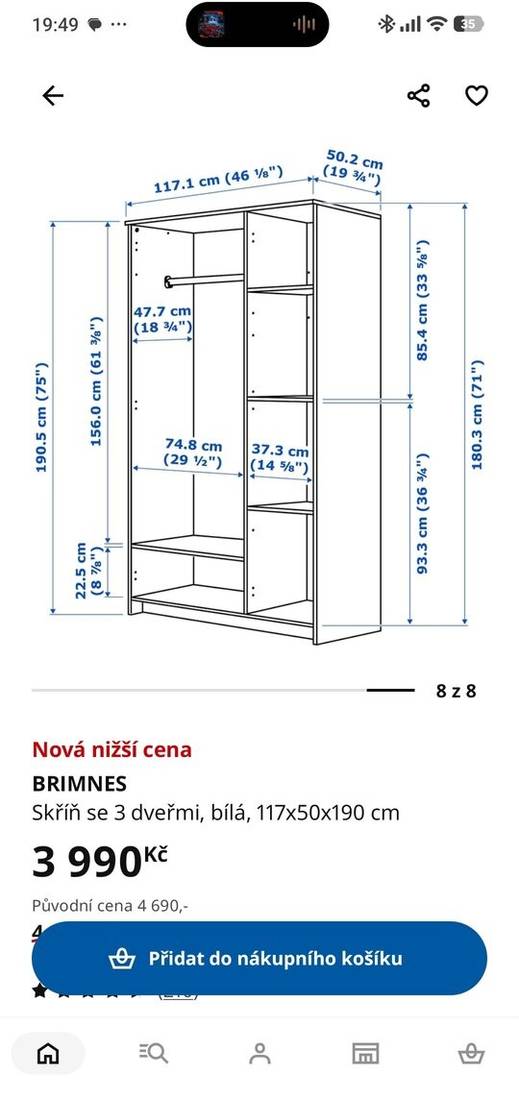 19:49
35
117.1 cm (46 ⅛")
50.2 cm
(19 ¾")
47.7 cm
(18 ¾")
85.4 cm (33 ⅝")
156.0 cm (61 ⅜")
190.5 cm (75")
180.3 cm (71")
74.8 cm
(29 ½")
37.3 cm
(14 ⅝")
93.3 cm (36 ¾")
22.5 cm
(8 ⅞")
8 z 8
Nová nižší cena
BRIMNES
Skříň se 3 dveřmi, bílá, 117x50x190 cm
3 990Kč
Původní cena 4 690,-
Přidat do nákupního košíku